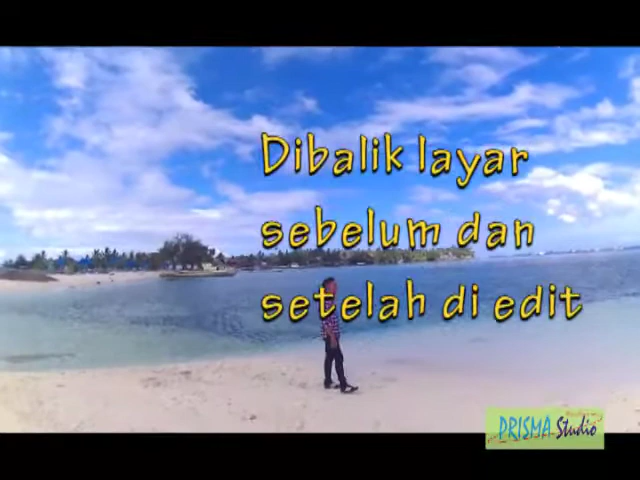 Dibalik layar
sebelum dan
setelah di edit
PRISMA Studio